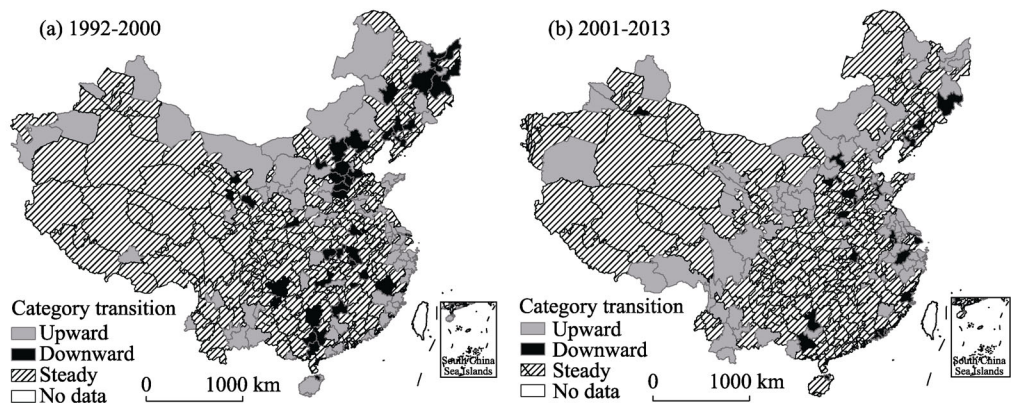 (a) 1992-2000
Category transition
Upward
Downward
Steady
No data
0 1000 km
South China
Sea Islands
(b) 2001-2013
Category transition
Upward
Downward
Steady
No data
0 1000 km
South China
Sea Islands